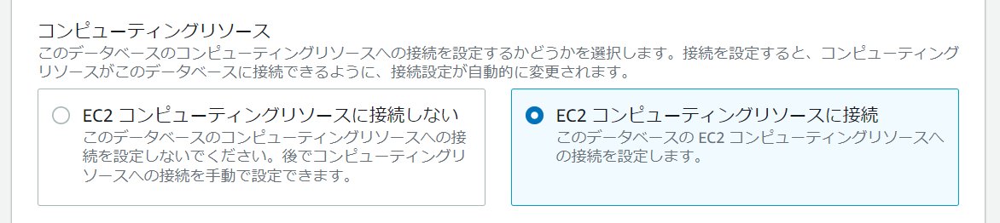 コンピューティングリソース
このデータベースのコンピューティングリソースへの接続を設定するかどうかを選択します。接続を設定すると、コンピューティング
リソースがこのデータベースに接続できるように、接続設定が自動的に変更されます。
EC2 コンピューティングリソースに接続しない
このデータベースのコンピューティングリソースへの接
続を設定しないでください。後でコンピューティングリ
ソースへの接続を手動で設定できます。
EC2 コンピューティングリソースに接続
このデータベースの EC2 コンピューティングリソースへ
の接続を設定します。